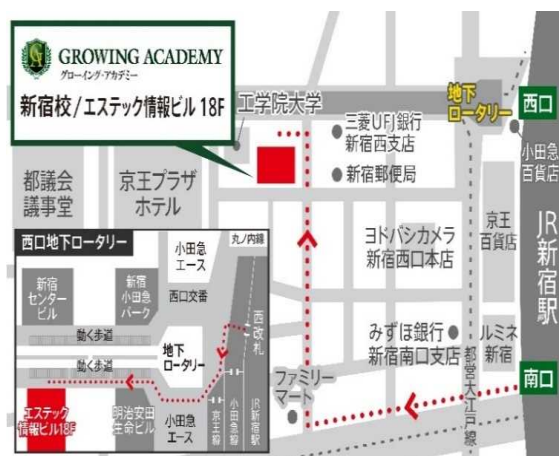 GROWING ACADEMY
グローイング・アカデミー
新宿校/エステック情報ビル 18F
工学院大学
三菱UFJ銀行
新宿西支店
新宿郵便局
地下
ロータリー
西口
小田急
百貨店
都議会
議事堂
京王プラザ
ホテル
ヨドバシカメラ
新宿西口本店
京王
百貨店
JR新宿駅
みずほ銀行
新宿南口支店
ルミネ
新宿
都営大江戸線
ファミリー
マート
南口
西口地下ロータリー
丸ノ内線
小田急
エース
新宿
センター
ビル
新宿
小田急
パーク
西口交番
西改札
動く歩道
地下
ロータリー
動く歩道
エステック
情報ビル18F
明治安田
生命ビル
小田急
エース
京王線
小田急線
JR新宿駅